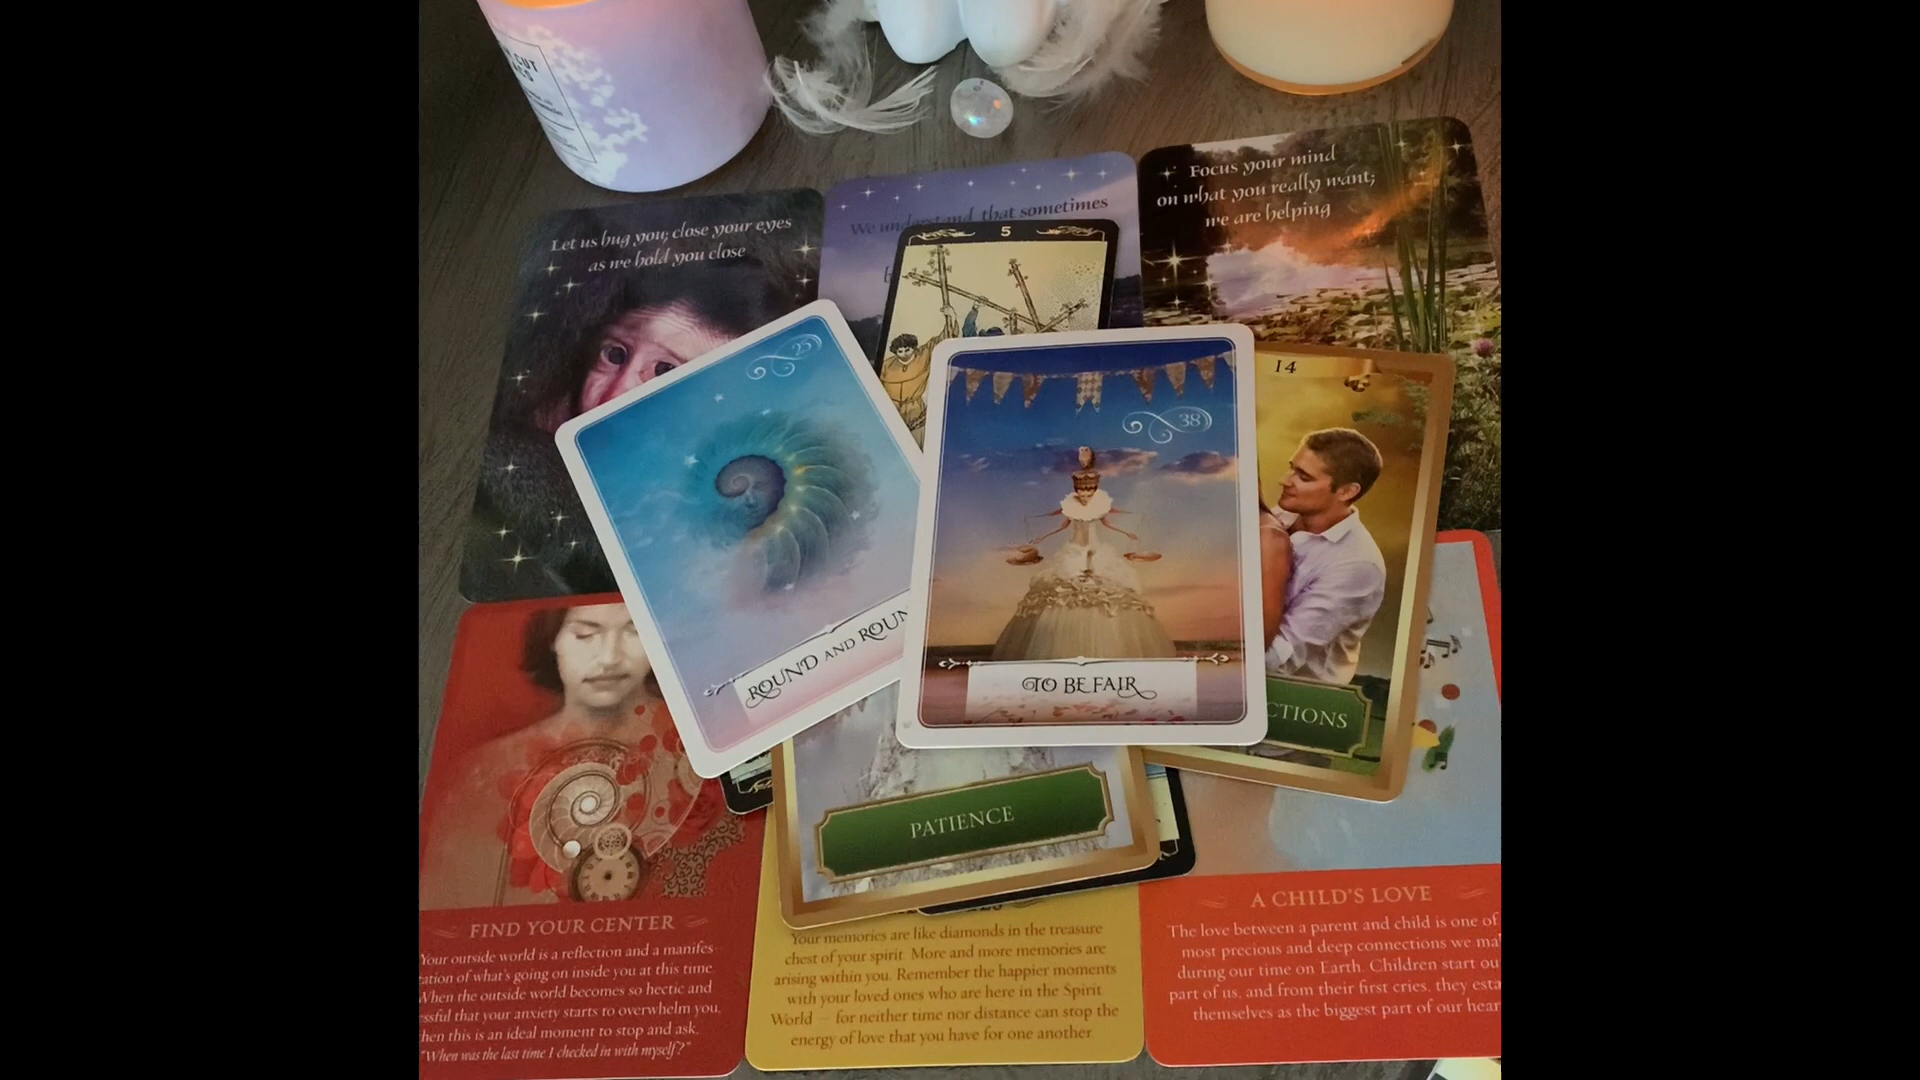 CUT
Let us hug you; close your eyes
as we hold you close
We understand that sometimes
Focus your mind
on what you really want;
we are helping
5
25
ROUND AND ROUN
38
TO BE FAIR
14
CTIONS
PATIENCE
FIND YOUR CENTER
Your outside world is a reflection and a manifes-
tation of what's going on inside you at this time.
When the outside world becomes so hectic and
ssful that your anxiety starts to overwhelm you,
then this is an ideal moment to stop and ask,
"When was the last time I checked in with myself?"
Your memories are like diamonds in the treasure
chest of your spirit. More and more memories are
arising within you. Remember the happier moments
with your loved ones who are here in the Spirit
World — for neither time nor distance can stop the
energy of love that you have for one another.
A CHILD'S LOVE
The love between a parent and child is one of
most precious and deep connections we ma
during our time on Earth. Children start ou
part of us, and from their first cries, they esta
themselves as the biggest part of our hear